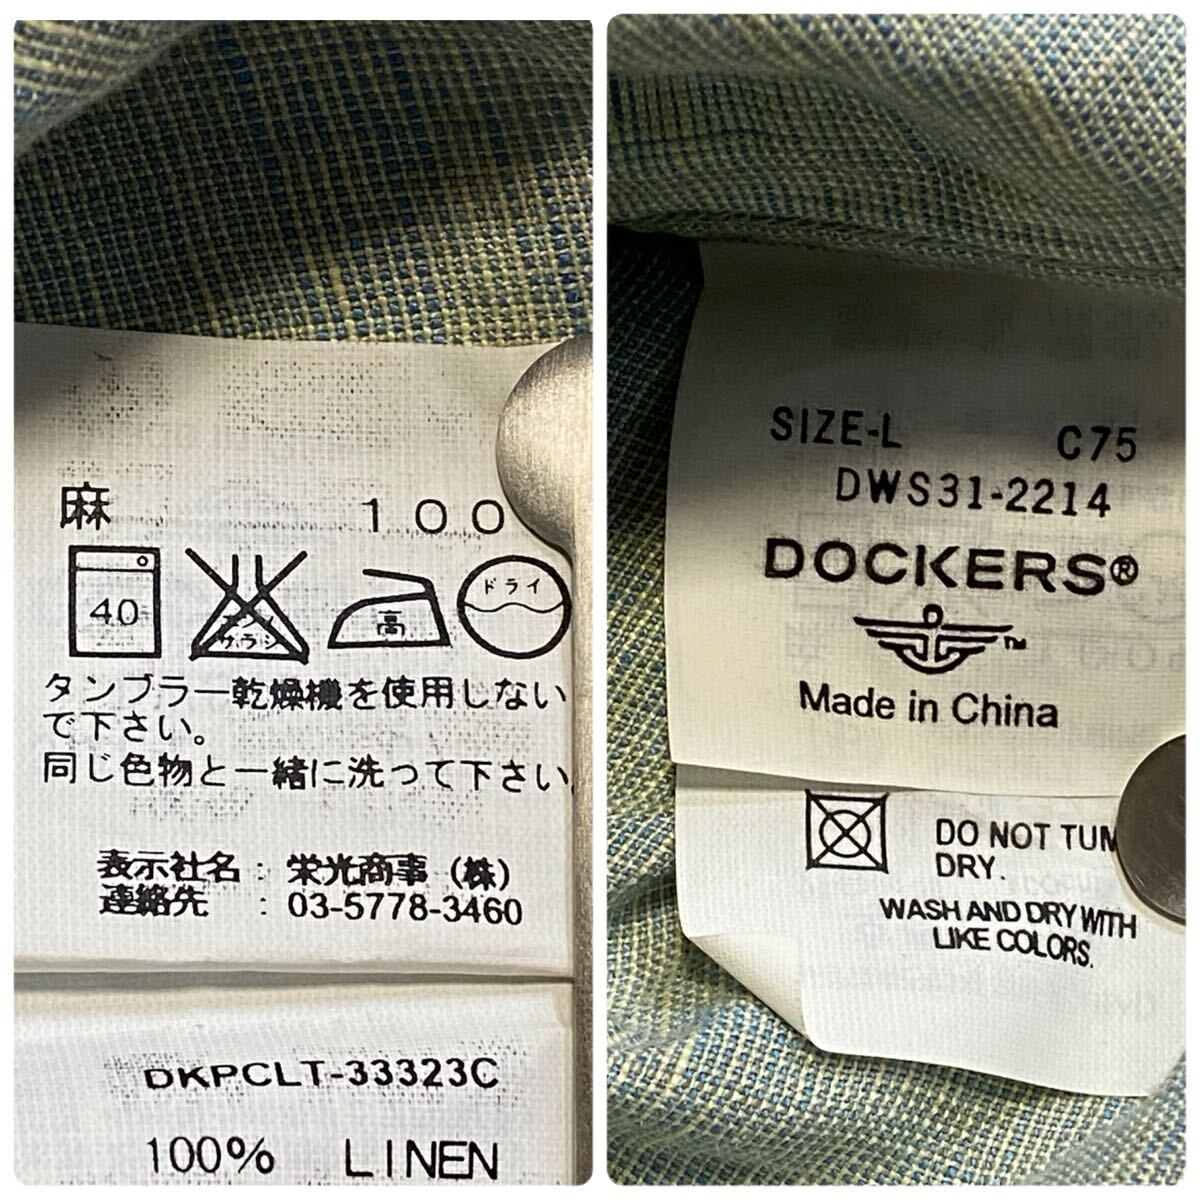 麻 100
40
ドライ
高
タンブラー乾燥機を使用しない
で下さい。
同じ色物と一緒に洗って下さい
表示社名 : 栄光商事(株)
連絡先 : 03-5778-3460
DKPCLT-33323C
100% LINEN
SIZE-L C75
DWS31-2214
DOCKERS®
TM
Made in China
DO NOT TUM
DRY.
WASH AND DRY WITH
LIKE COLORS.